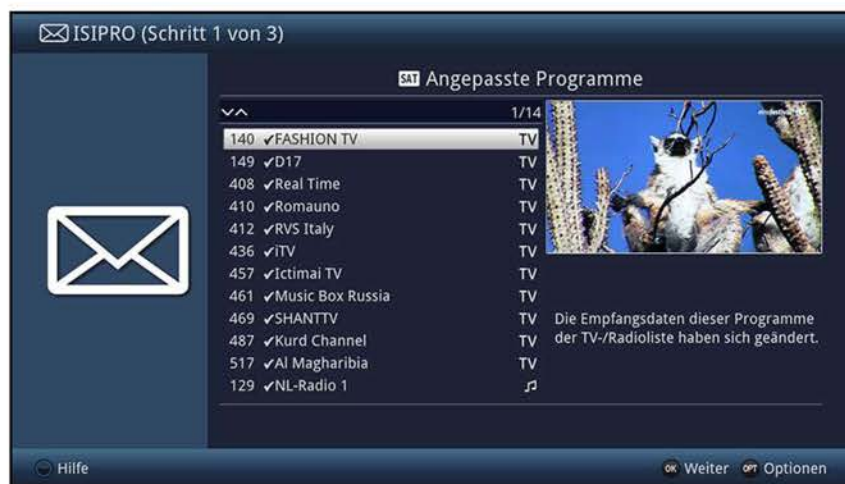 ISIPRO (Schritt 1 von 3)
SAT Angepasste Programme
1/14
140 ✔FASHION TV TV
149 ✔D17 TV
408 ✔Real Time TV
410 ✔Romauno TV
412 ✔RVS Italy TV
436 ✔iTV TV
457 ✔Ictimai TV TV
461 ✔Music Box Russia TV
469 ✔SHANTTV TV
487 ✔Kurd Channel TV
517 ✔Al Magharibia TV
129 ✔NL-Radio 1
Die Empfangsdaten dieser Programme
der TV-/Radioliste haben sich geändert.
Hilfe
OK Weiter OPT Optionen